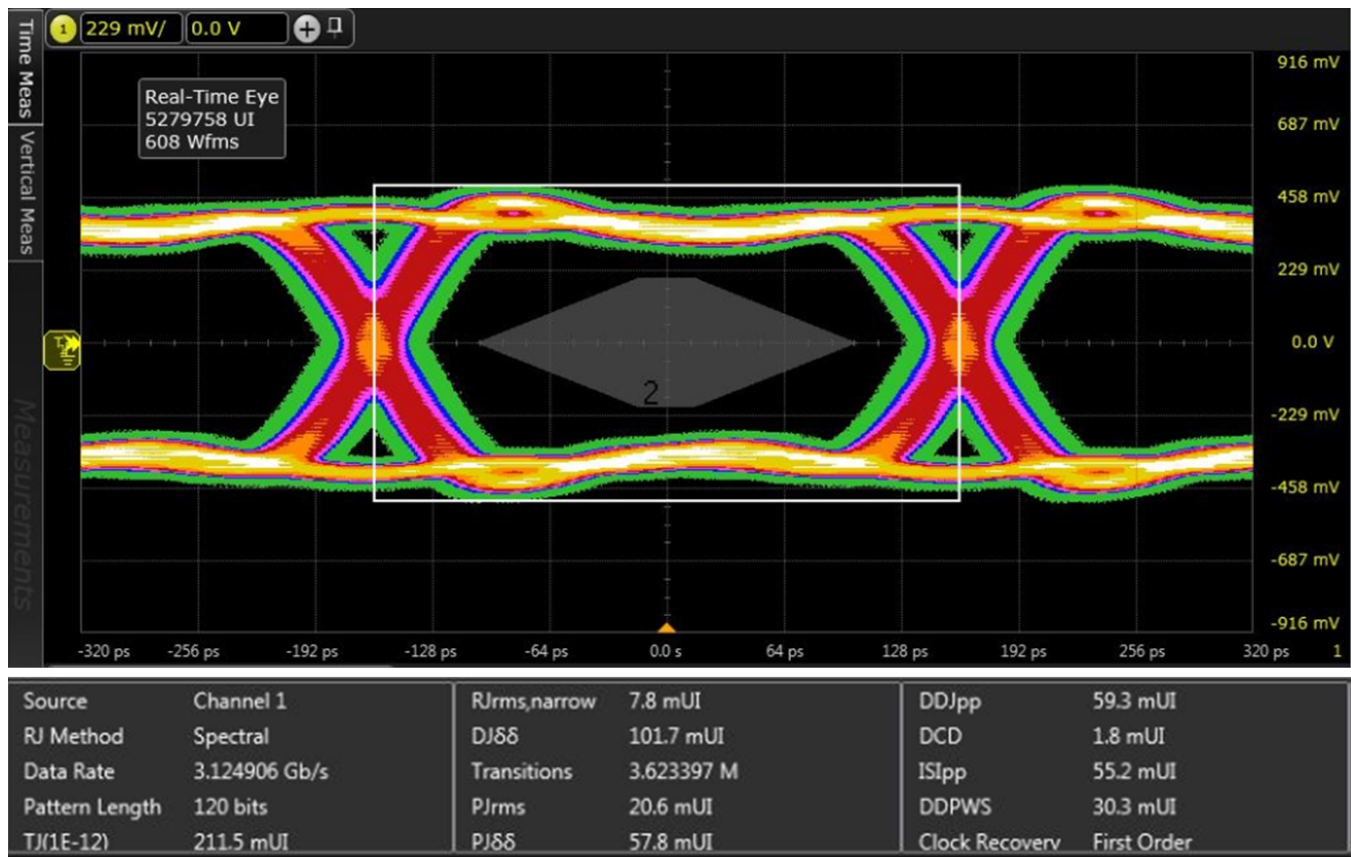 Time Meas
Vertical Meas
Measurements
1 229 mV/ 0.0 V
Real-Time Eye
5279758 UI
608 Wfms
916 mV
687 mV
458 mV
229 mV
0.0 V
-229 mV
-458 mV
-687 mV
-916 mV
2
-320 ps -256 ps -192 ps -128 ps -64 ps 0.0 s 64 ps 128 ps 192 ps 256 ps 320 ps 1
Source Channel 1 RJrms,narrow 7.8 mUI DDJpp 59.3 mUI
RJ Method Spectral DJδδ 101.7 mUI DCD 1.8 mUI
Data Rate 3.124906 Gb/s Transitions 3.623397 M ISIpp 55.2 mUI
Pattern Length 120 bits PJrms 20.6 mUI DDPWS 30.3 mUI
TJ(1E-12) 211.5 mUI PJδδ 57.8 mUI Clock Recovery First Order